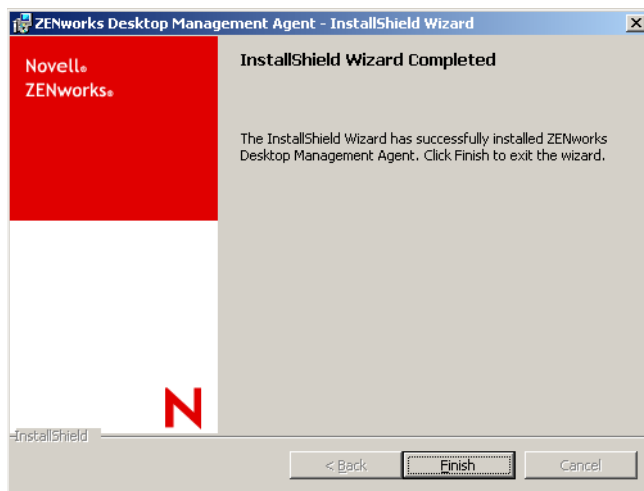 ZENworks Desktop Management Agent - InstallShield Wizard
Novell®
ZENworks®
InstallShield Wizard Completed
The InstallShield Wizard has successfully installed ZENworks
Desktop Management Agent. Click Finish to exit the wizard.
N
InstallShield
< Back
Finish
Cancel